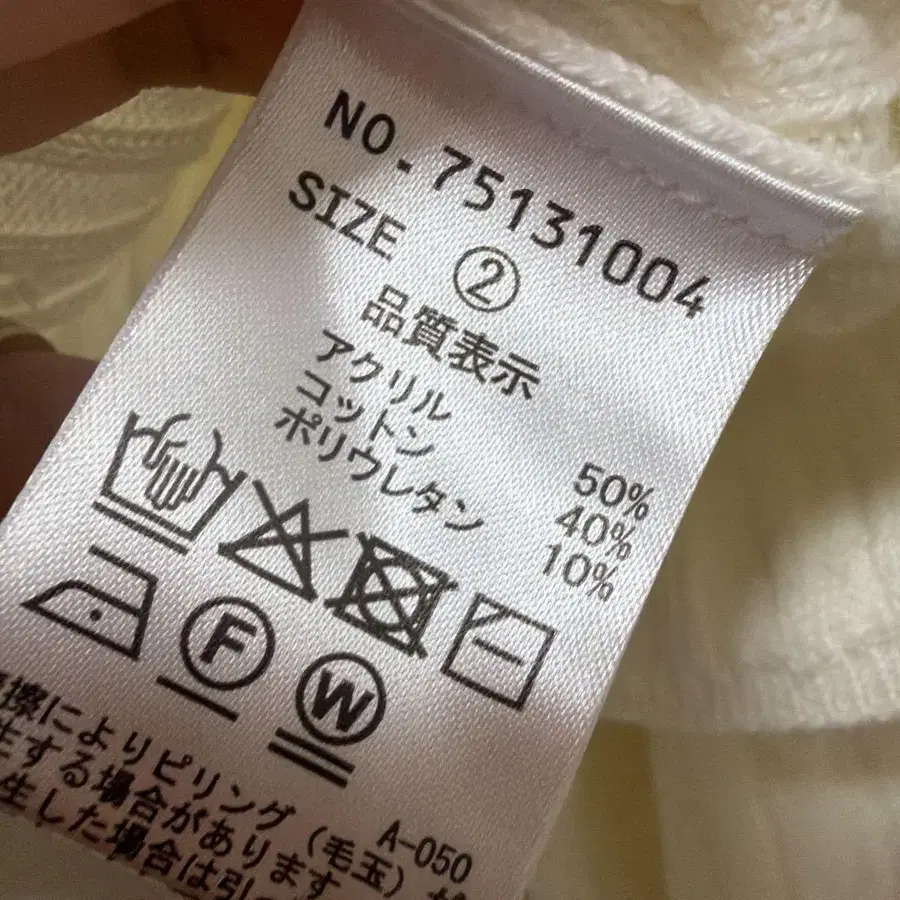 NO. 75131004
SIZE ②
品質表示
アクリル 50%
コットン 40%
ポリウレタン 10%
F
W
A-050
擦によりピリング(毛玉)が
生する場合があります
生した場合は引っ